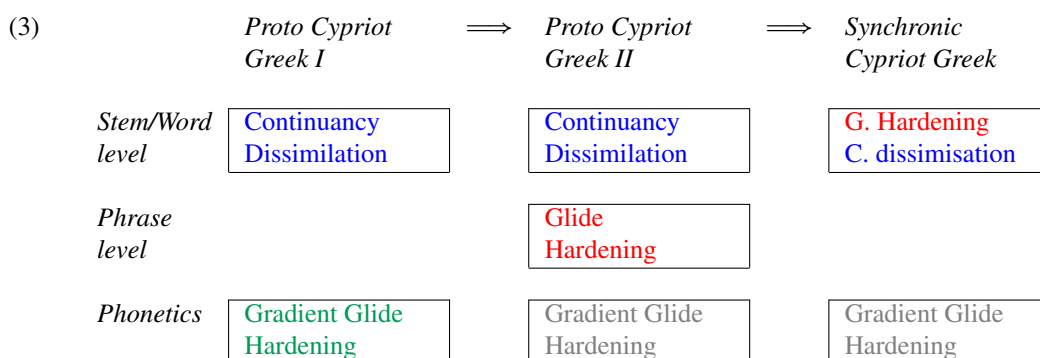 (3) Proto Cypriot ⟹ Proto Cypriot ⟹ Synchronic
Greek I Greek II Cypriot Greek
Stem/Word Continuancy Continuancy G. Hardening
level Dissimilation Dissimilation C. dissimisation
Phrase Glide
level Hardening
Phonetics Gradient Glide Gradient Glide Gradient Glide
Hardening Hardening Hardening